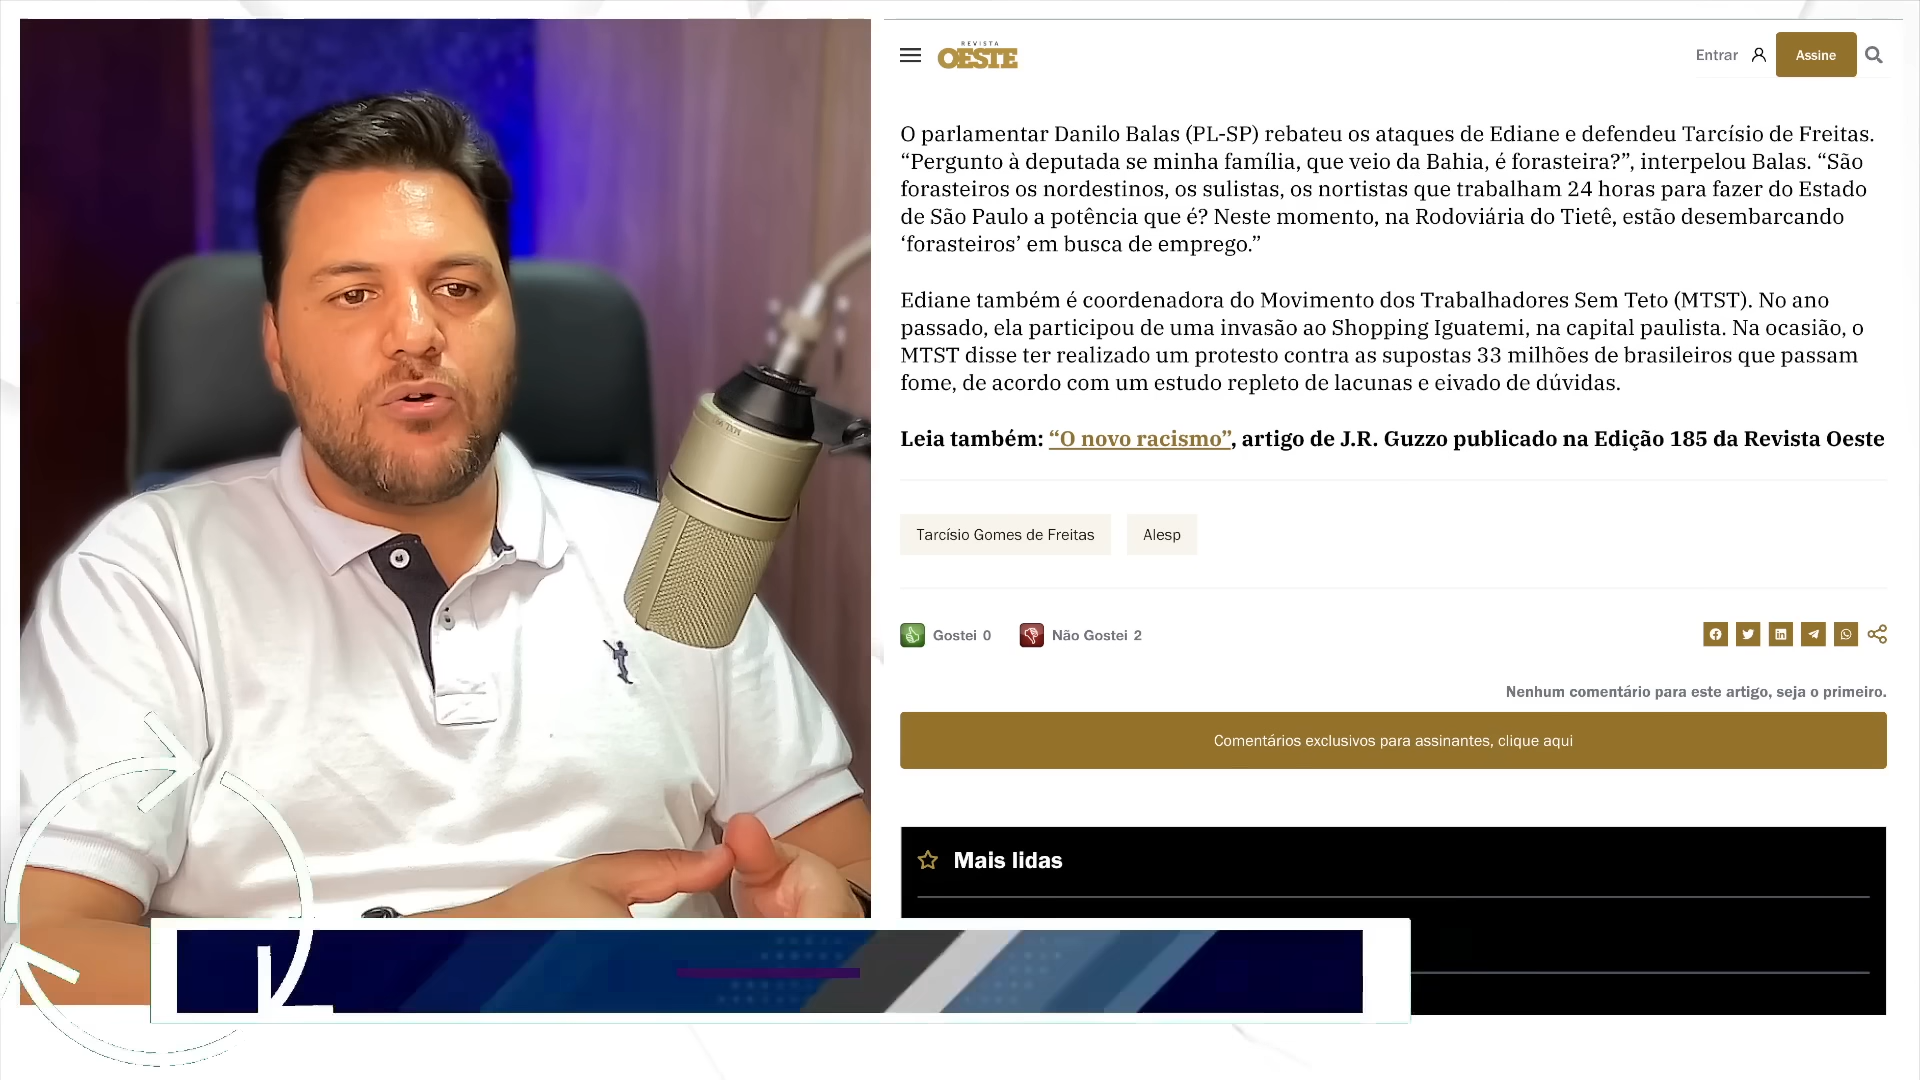 REVISTA
OESTE
Entrar
Assine
O parlamentar Danilo Balas (PL-SP) rebateu os ataques de Ediane e defendeu Tarcísio de Freitas.
“Pergunto à deputada se minha família, que veio da Bahia, é forasteira?”, interpelou Balas. “São
forasteiros os nordestinos, os sulistas, os nortistas que trabalham 24 horas para fazer do Estado
de São Paulo a potência que é? Neste momento, na Rodoviária do Tietê, estão desembarcando
‘forasteiros’ em busca de emprego.”
Ediane também é coordenadora do Movimento dos Trabalhadores Sem Teto (MTST). No ano
passado, ela participou de uma invasão ao Shopping Iguatemi, na capital paulista. Na ocasião, o
MTST disse ter realizado um protesto contra as supostas 33 milhões de brasileiros que passam
fome, de acordo com um estudo repleto de lacunas e eivado de dúvidas.
Leia também: “O novo racismo”, artigo de J.R. Guzzo publicado na Edição 185 da Revista Oeste
Tarcísio Gomes de Freitas
Alesp
Gostei 0
Não Gostei 2
Nenhum comentário para este artigo, seja o primeiro.
Comentários exclusivos para assinantes, clique aqui
Mais lidas